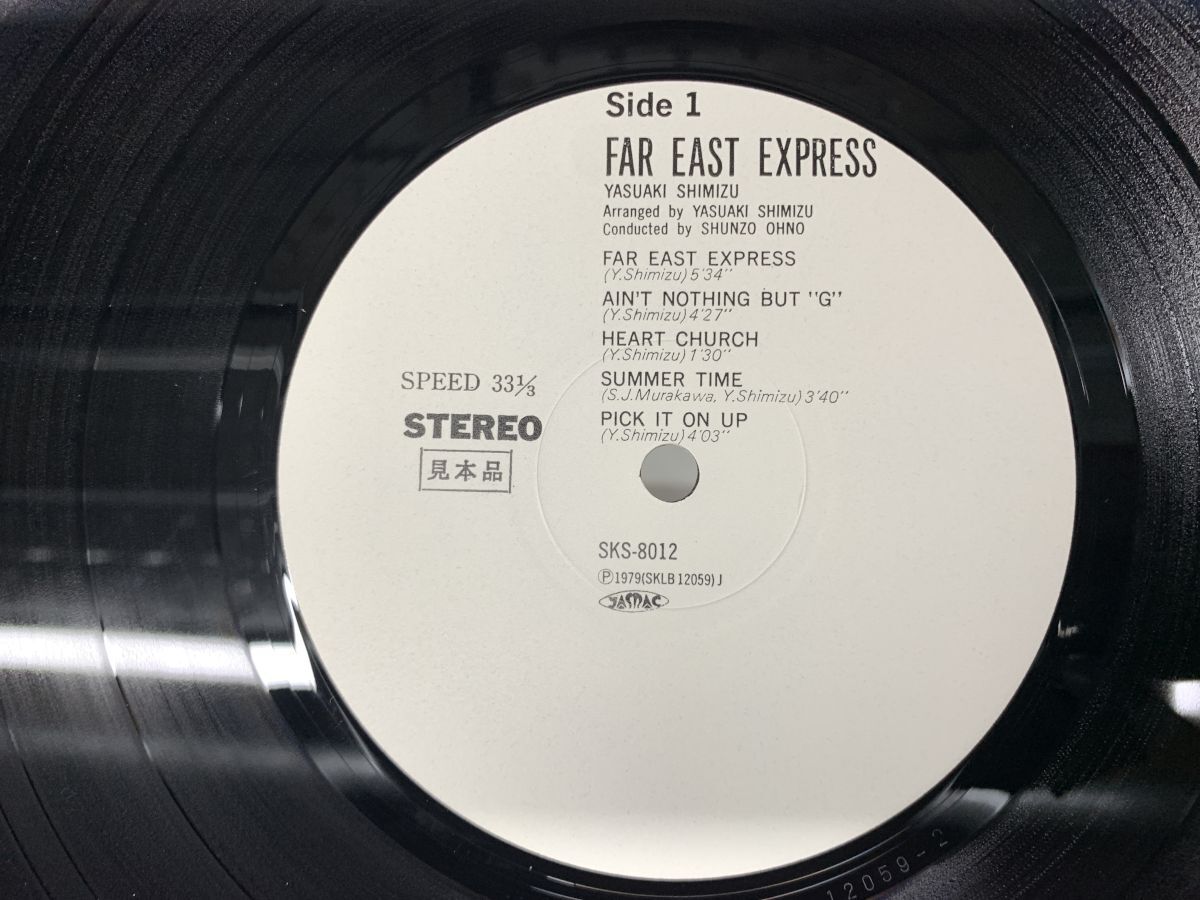 Side 1
FAR EAST EXPRESS
YASUAKI SHIMIZU
Arranged by YASUAKI SHIMIZU
Conducted by SHUNZO OHNO
FAR EAST EXPRESS
(Y.Shimizu) 5'34"
AIN'T NOTHING BUT "G"
(Y.Shimizu) 4'27"
HEART CHURCH
(Y.Shimizu) 1'30"
SUMMER TIME
(S.J.Murakawa, Y.Shimizu) 3'40"
PICK IT ON UP
(Y.Shimizu) 4'03"
SPEED 33⅓
STEREO
見本品
SKS-8012
Ⓟ1979(SKLB 12059) J
JASRAC
12059-2